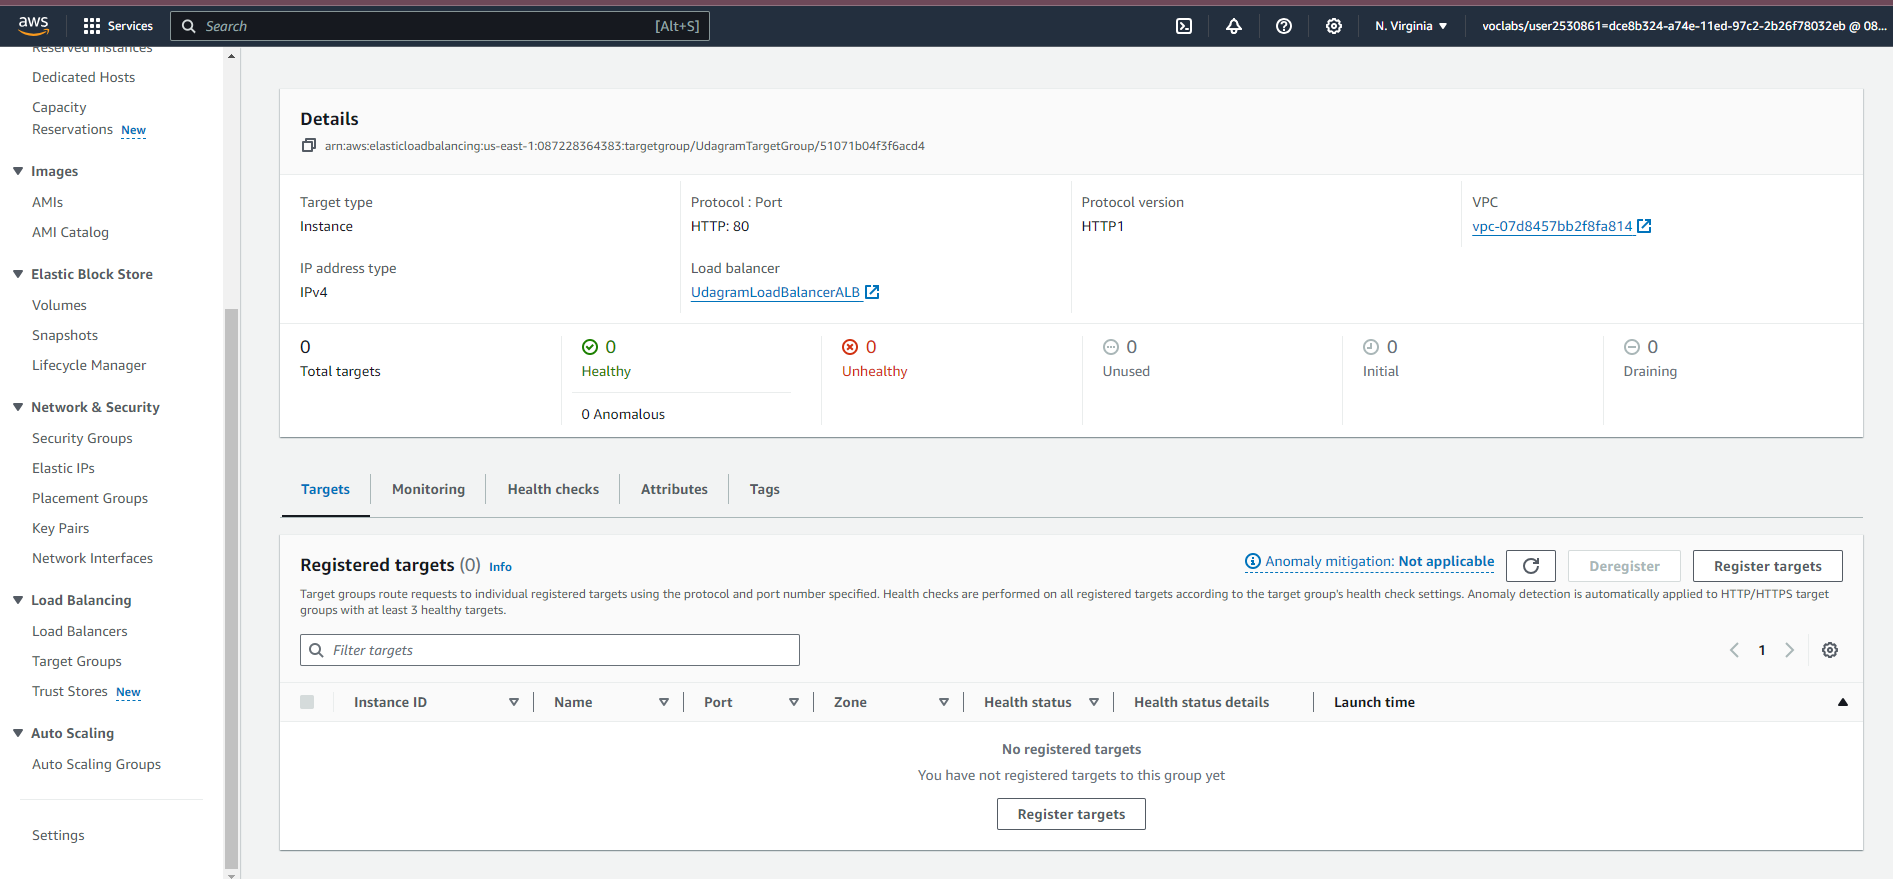 aws
Services
Search
[Alt+S]
N. Virginia
voclabs/user2530861=dce8b324-a74e-11ed-97c2-2b26f78032eb @ 08...
Reserved Instances
Dedicated Hosts
Capacity
Reservations New
Images
AMIs
AMI Catalog
Elastic Block Store
Volumes
Snapshots
Lifecycle Manager
Network & Security
Security Groups
Elastic IPs
Placement Groups
Key Pairs
Network Interfaces
Load Balancing
Load Balancers
Target Groups
Trust Stores New
Auto Scaling
Auto Scaling Groups
Settings
Details
arn:aws:elasticloadbalancing:us-east-1:087228364383:targetgroup/UdagramTargetGroup/51071b04f3f6acd4
Target type
Instance
Protocol : Port
HTTP: 80
Protocol version
HTTP1
VPC
vpc-07d8457bb2f8fa814
IP address type
IPv4
Load balancer
UdagramLoadBalancerALB
0
Total targets
0
Healthy
0 Anomalous
0
Unhealthy
0
Unused
0
Initial
0
Draining
Targets
Monitoring
Health checks
Attributes
Tags
Registered targets (0) Info
Anomaly mitigation: Not applicable
Deregister
Register targets
Target groups route requests to individual registered targets using the protocol and port number specified. Health checks are performed on all registered targets according to the target group's health check settings. Anomaly detection is automatically applied to HTTP/HTTPS target
groups with at least 3 healthy targets.
Filter targets
1
Instance ID
Name
Port
Zone
Health status
Health status details
Launch time
No registered targets
You have not registered targets to this group yet
Register targets